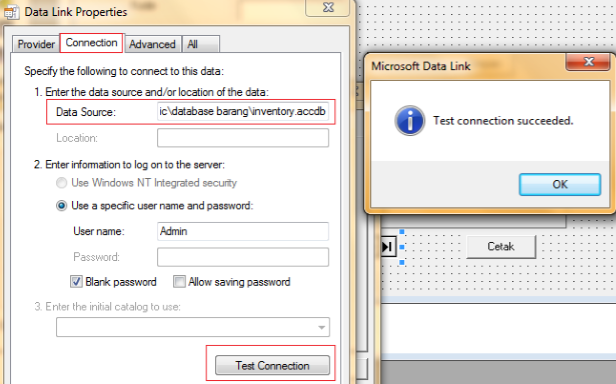 Data Link Properties
Provider
Connection
Advanced
All
Specify the following to connect to this data:
1. Enter the data source and/or location of the data:
Data Source:
ic\database barang\inventory.accdb
Location:
2. Enter information to log on to the server:
Use Windows NT Integrated security
Use a specific user name and password:
User name:
Admin
Password:
Blank password
Allow saving password
3. Enter the initial catalog to use:
Test Connection
Microsoft Data Link
Test connection succeeded.
OK
Cetak